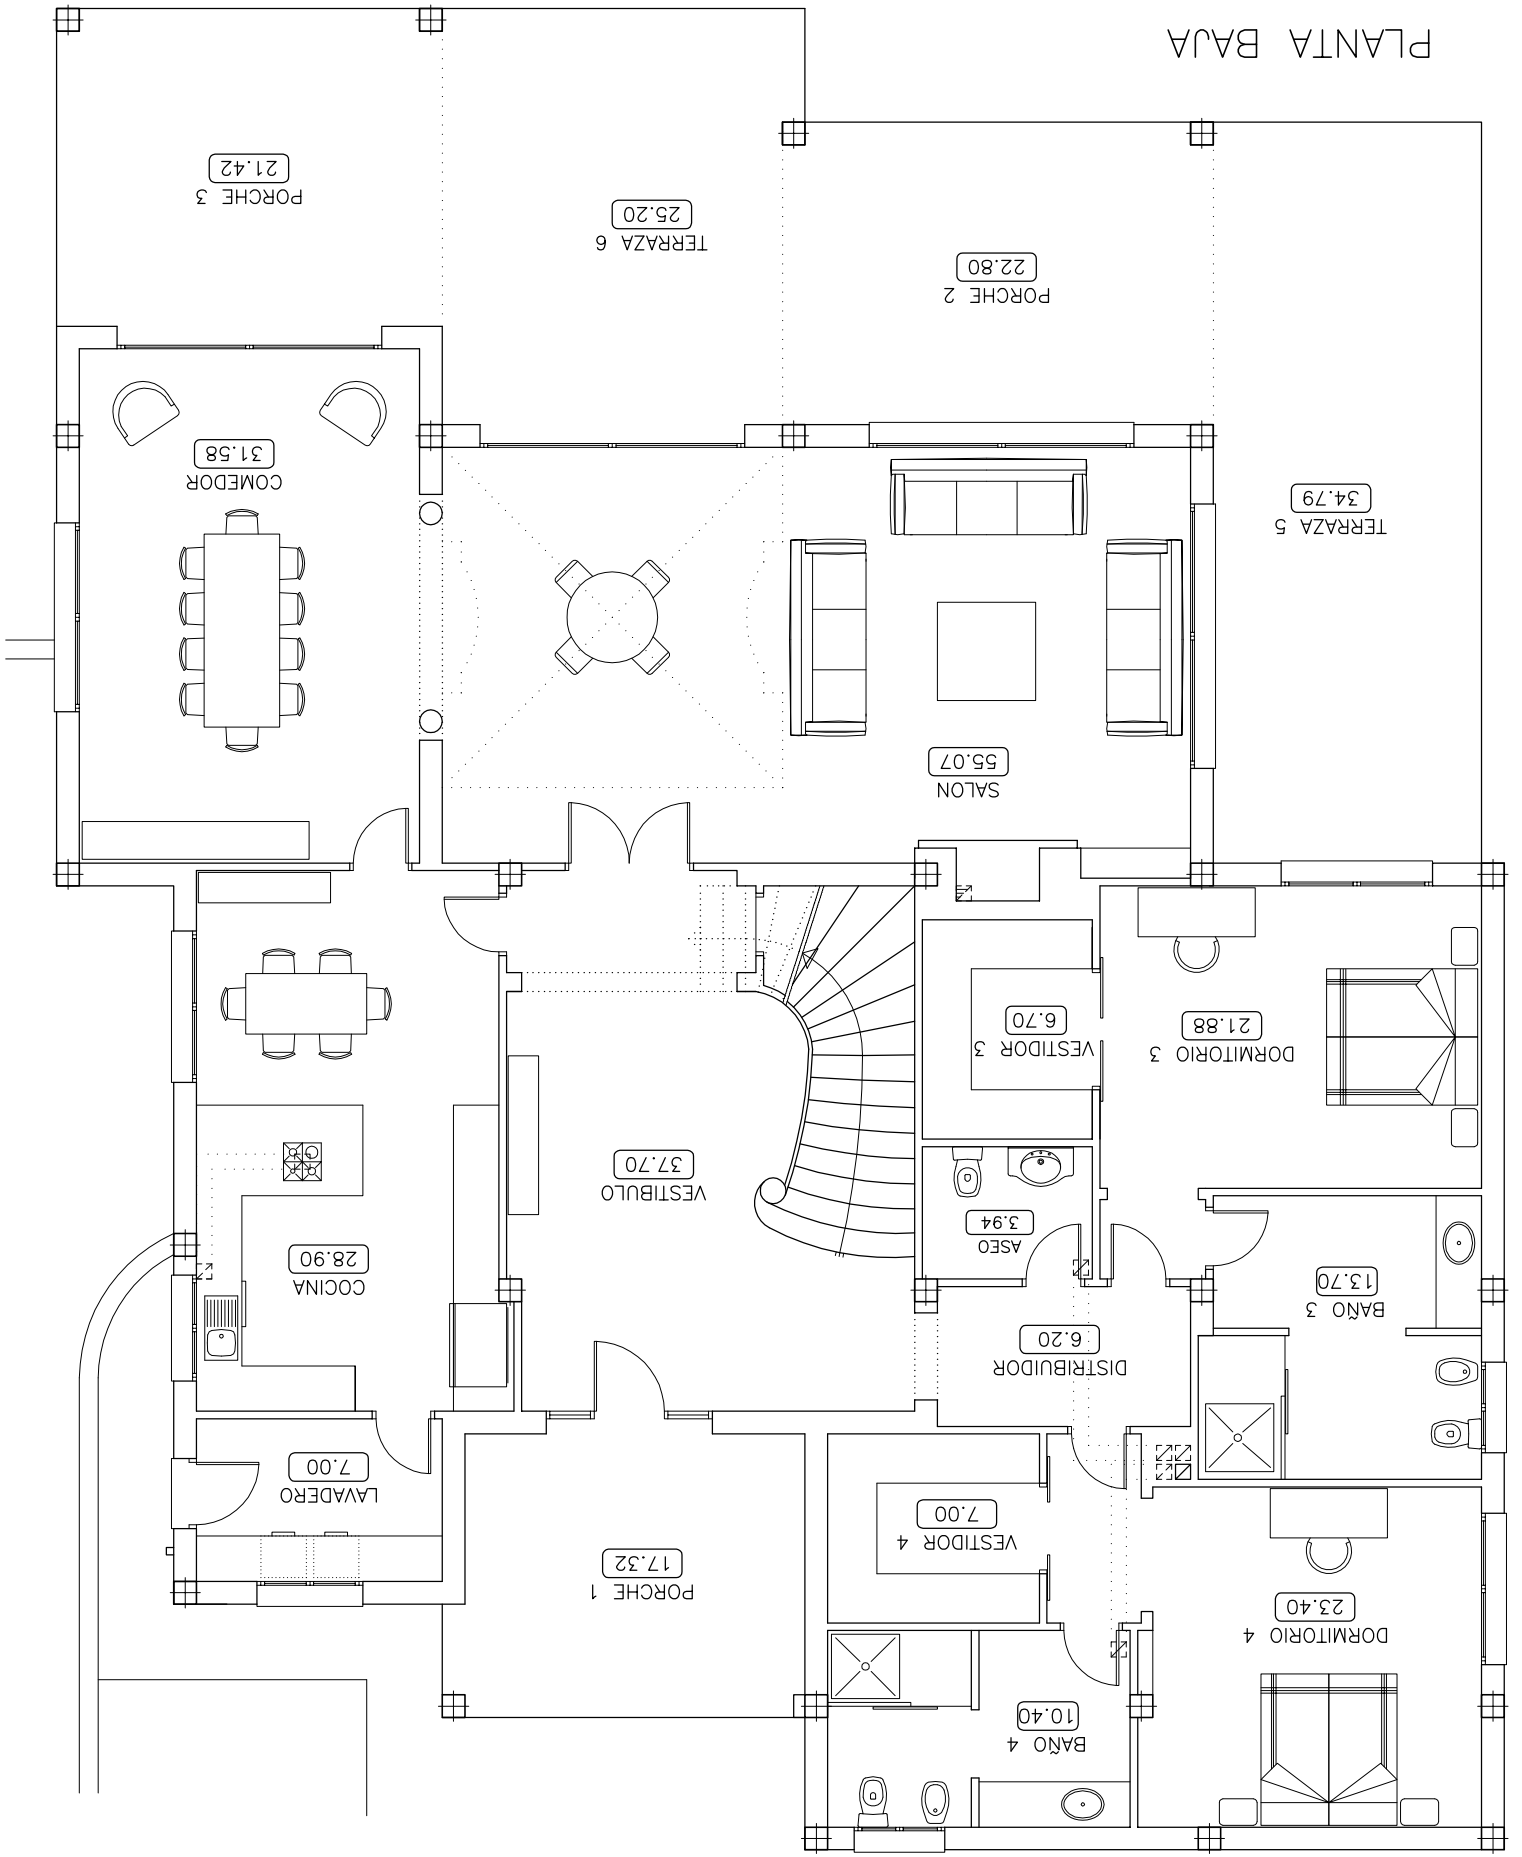 BAÑO 4
10.40
DORMITORIO 4
23.40
PORCHE 1
17.32
VESTIDOR 4
7.00
LAVADERO
7.00
DISTRIBUIDOR
6.20
BAÑO 3
13.70
COCINA
28.90
ASEO
3.94
VESTIBULO
37.70
DORMITORIO 3
21.88
VESTIDOR 3
6.70
SALON
55.07
TERRAZA 5
34.79
COMEDOR
31.58
PORCHE 2
22.80
TERRAZA 6
25.20
PORCHE 3
21.42
PLANTA BAJA